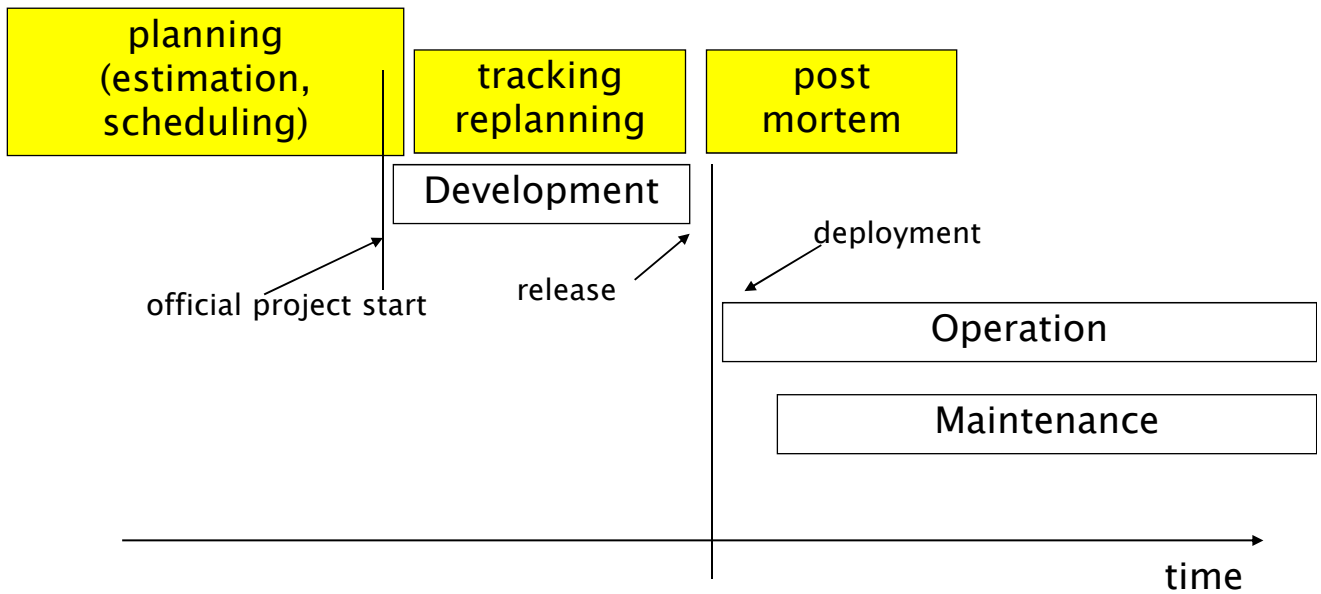 planning
(estimation,
scheduling)
tracking
replanning
post
mortem
Development
deployment
official project start
release
Operation
Maintenance
time